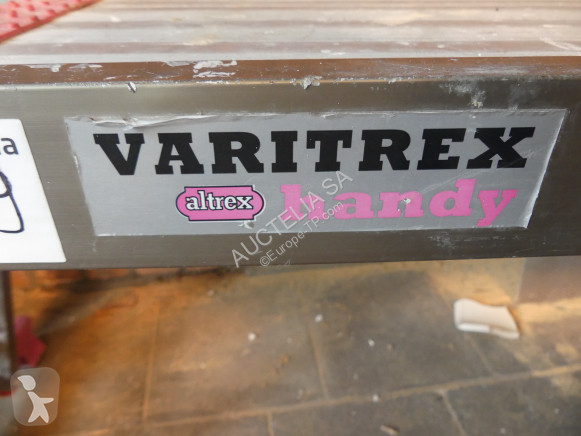 VARITREX
altrex handy
AUCTELIA SA
©Europe-TP.com
a